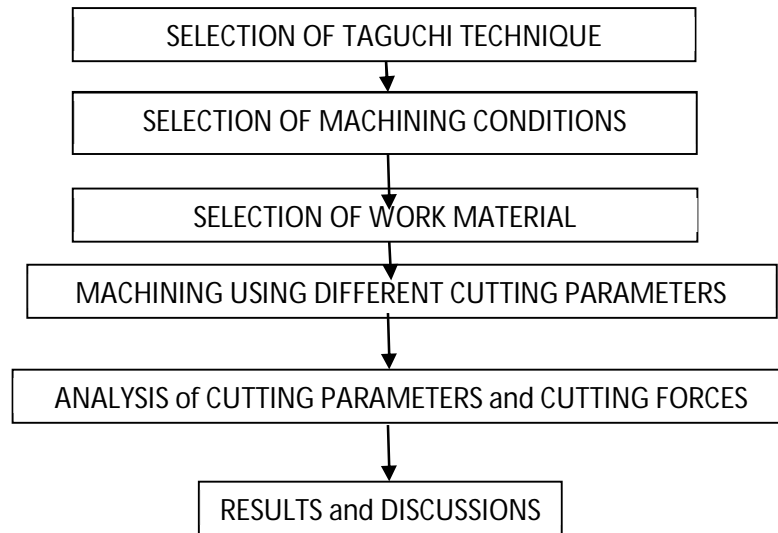 SELECTION OF TAGUCHI TECHNIQUE
SELECTION OF MACHINING CONDITIONS
SELECTION OF WORK MATERIAL
MACHINING USING DIFFERENT CUTTING PARAMETERS
ANALYSIS of CUTTING PARAMETERS and CUTTING FORCES
RESULTS and DISCUSSIONS